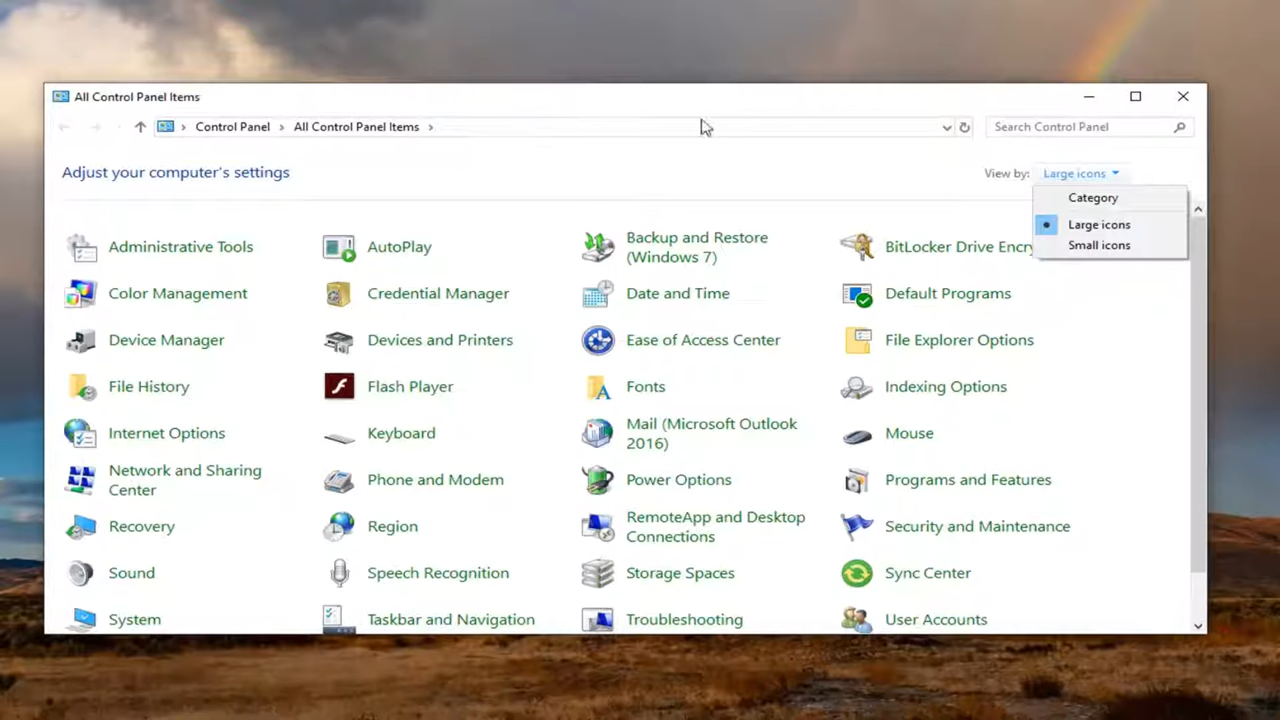 All Control Panel Items
Control Panel
All Control Panel Items
Search Control Panel
Adjust your computer's settings
View by:
Large icons
Category
Large icons
Small icons
Administrative Tools
AutoPlay
Backup and Restore
(Windows 7)
BitLocker Drive Encry
Color Management
Credential Manager
Date and Time
Default Programs
Device Manager
Devices and Printers
Ease of Access Center
File Explorer Options
File History
Flash Player
Fonts
Indexing Options
Internet Options
Keyboard
Mail (Microsoft Outlook
2016)
Mouse
Network and Sharing
Center
Phone and Modem
Power Options
Programs and Features
Recovery
Region
RemoteApp and Desktop
Connections
Security and Maintenance
Sound
Speech Recognition
Storage Spaces
Sync Center
System
Taskbar and Navigation
Troubleshooting
User Accounts